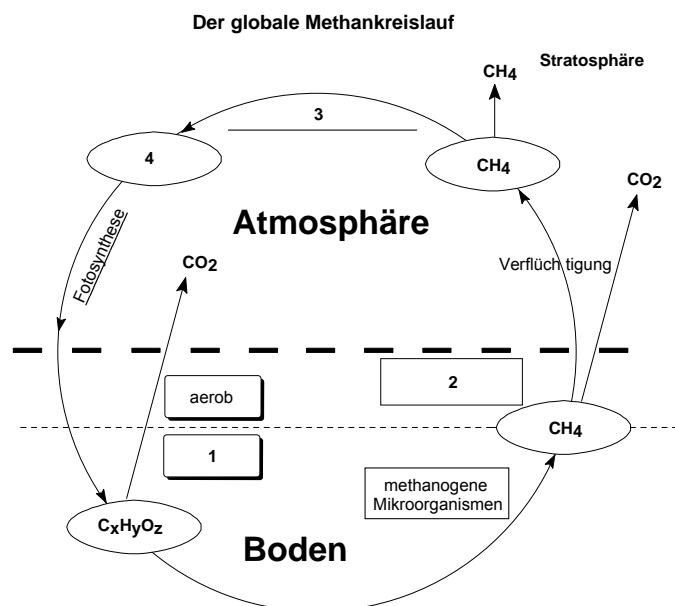 Der globale Methankreislauf
CH4
Stratosphäre
3
4
CH4
CO2
Atmosphäre
Fotosynthese
CO2
Verflüch tigung
2
aerob
CH4
1
methanogene
Mikroorganismen
CxHyOz
Boden